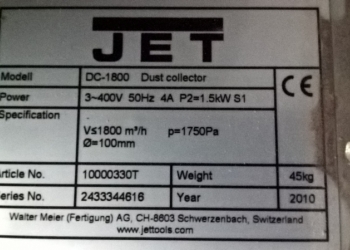 JET
Modell DC-1800 Dust collector
Power 3~400V 50Hz 4A P2=1.5kW S1
Specification
V≤1800 m³/h p=1750Pa
Ø=100mm
CE
Article No. 10000330T Weight 45kg
Series No. 2433344616 Year 2010
Walter Meier (Fertigung) AG, CH-8603 Schwerzenbach, Switzerland
www.jettools.com